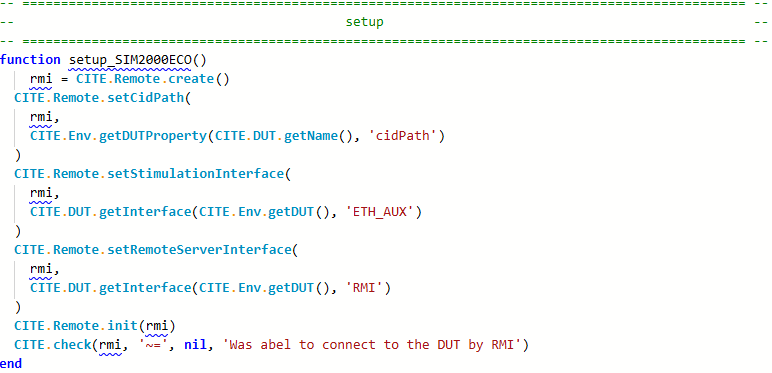 -- ============================================================================================== --
--                                           setup                                                --
-- ============================================================================================== --
function setup_SIM2000ECO()
    rmi = CITE.Remote.create()
  CITE.Remote.setCidPath(
    rmi,
    CITE.Env.getDUTProperty(CITE.DUT.getName(), 'cidPath')
  )
  CITE.Remote.setStimulationInterface(
    rmi,
    CITE.DUT.getInterface(CITE.Env.getDUT(), 'ETH_AUX')
  )
  CITE.Remote.setRemoteServerInterface(
    rmi,
    CITE.DUT.getInterface(CITE.Env.getDUT(), 'RMI')
  )
  CITE.Remote.init(rmi)
  CITE.check(rmi, '~=', nil, 'Was abel to connect to the DUT by RMI')
end